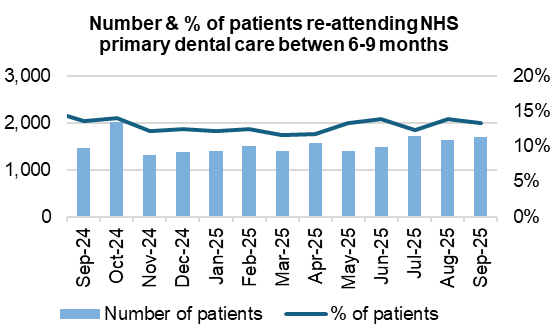 Number & % of patients re-attending NHS
primary dental care betwen 6-9 months
3,000
2,000
1,000
0
20%
15%
10%
5%
0%
Sep-24
Oct-24
Nov-24
Dec-24
Jan-25
Feb-25
Mar-25
Apr-25
May-25
Jun-25
Jul-25
Aug-25
Sep-25
Number of patients
% of patients